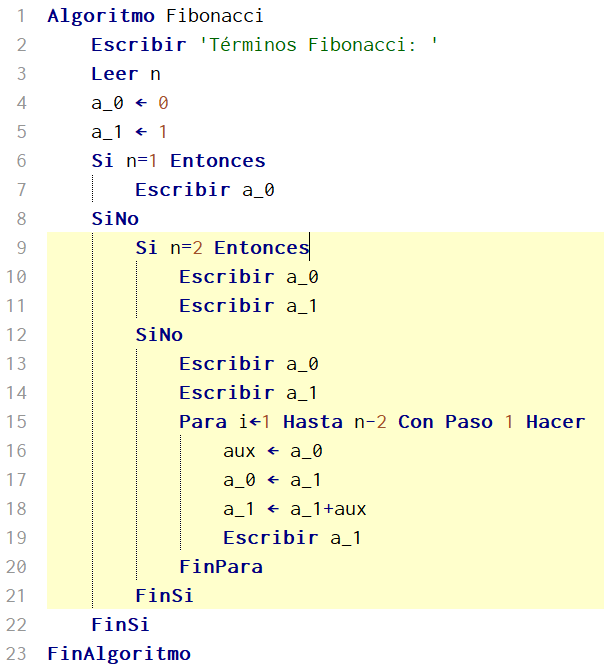 1 Algoritmo Fibonacci
2 Escribir 'Términos Fibonacci: '
3 Leer n
4 a_0 ← 0
5 a_1 ← 1
6 Si n=1 Entonces
7 Escribir a_0
8 SiNo
9 Si n=2 Entonces
10 Escribir a_0
11 Escribir a_1
12 SiNo
13 Escribir a_0
14 Escribir a_1
15 Para i←1 Hasta n-2 Con Paso 1 Hacer
16 aux ← a_0
17 a_0 ← a_1
18 a_1 ← a_1+aux
19 Escribir a_1
20 FinPara
21 FinSi
22 FinSi
23 FinAlgoritmo